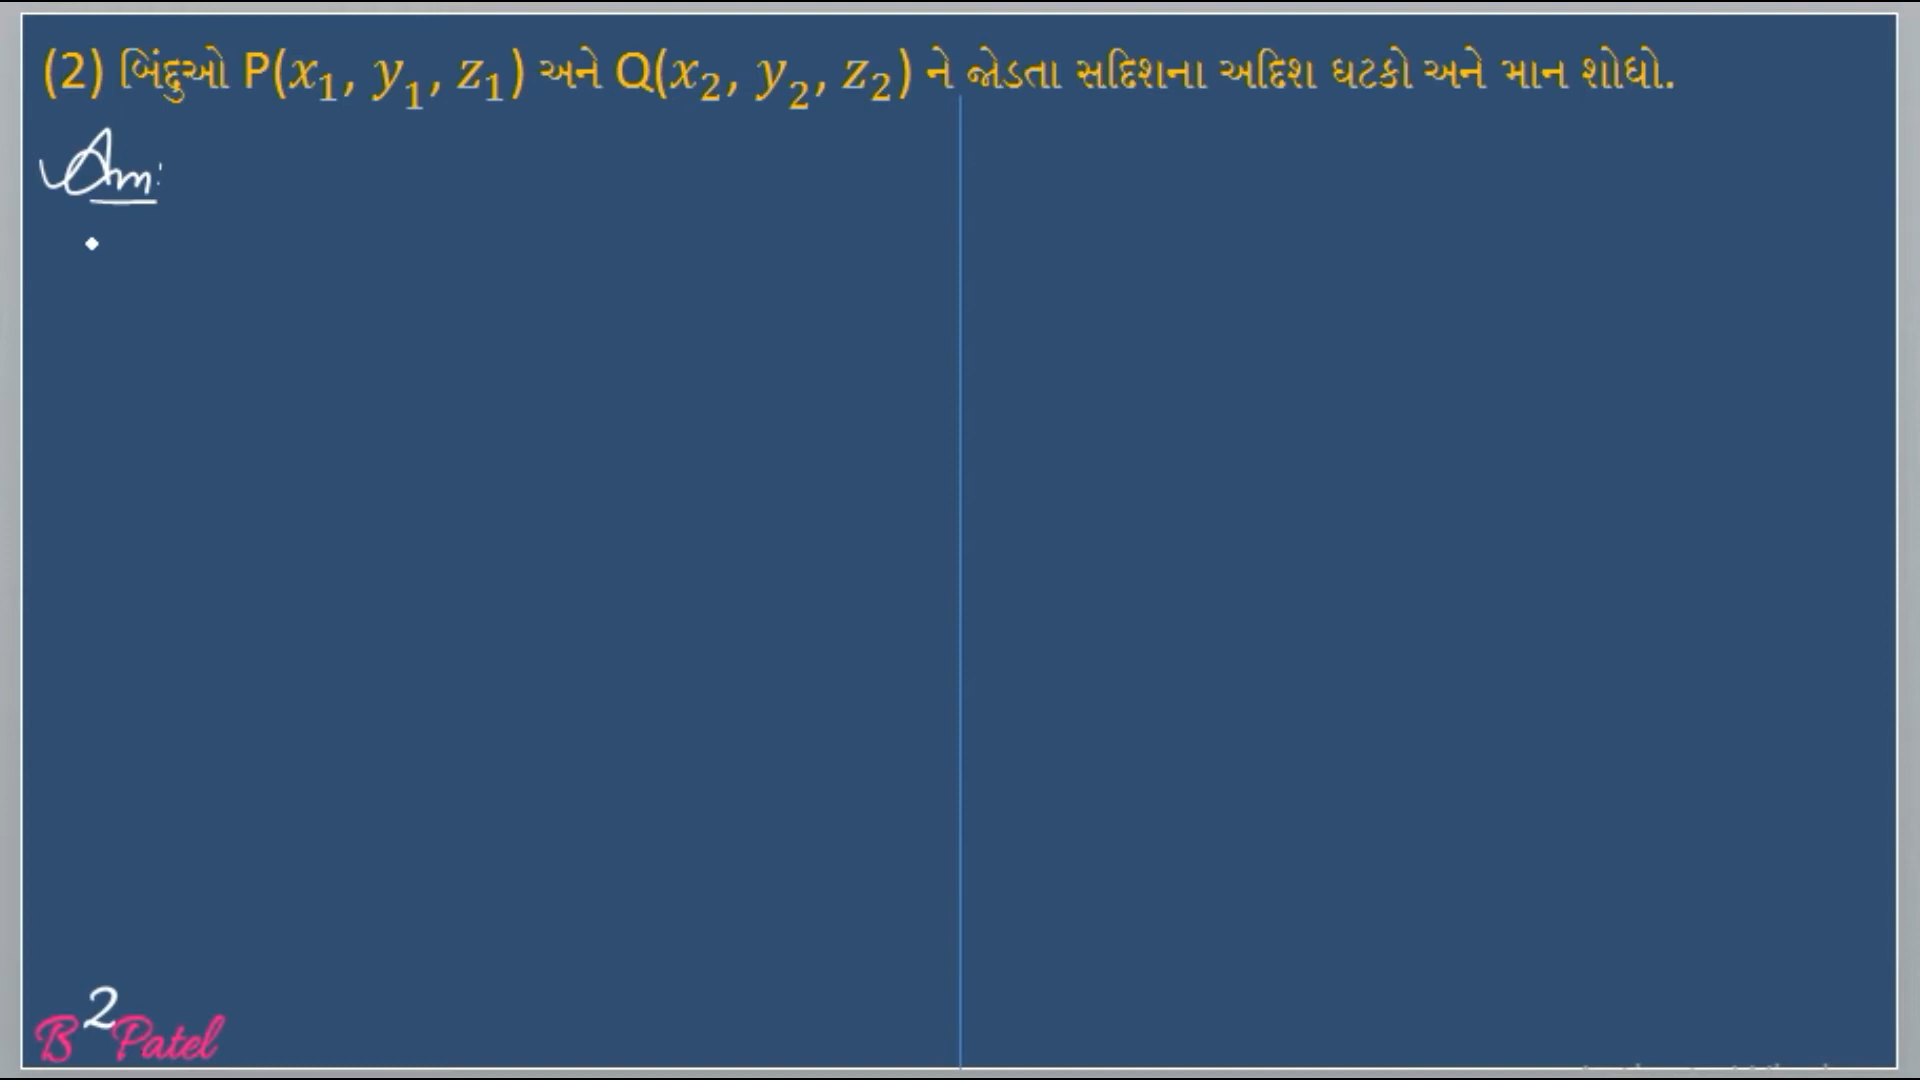 (2) બિંદુઓ P(x₁, y₁, z₁) અને Q(x₂, y₂, z₂) ને જોડતા સદિશના અદિશ ઘટકો અને માન શોધો.
Ans:
B²Patel